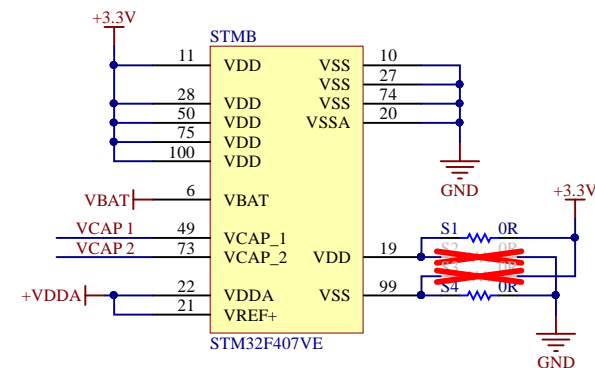 +3.3V
STMB
11 VDD VSS 10
VSS 27
28 VDD VSS 74
50 VDD VSSA 20
75 VDD
100 VDD
GND
VBAT 6 VBAT
+3.3V
VCAP 1 49 VCAP_1 S1 0R
VCAP 2 73 VCAP_2 VDD 19 S2 0R
+VDDA 22 VDDA VSS 99 S4 0R
21 VREF+
STM32F407VE
GND